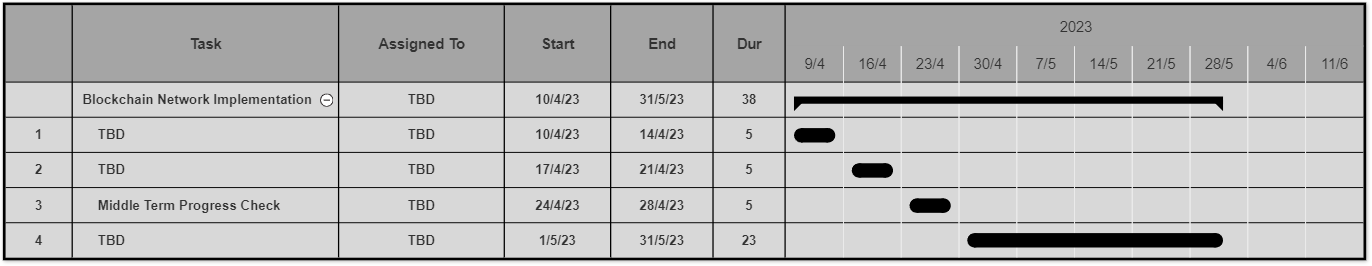 2023
Task Assigned To Start End Dur
9/4 16/4 23/4 30/4 7/5 14/5 21/5 28/5 4/6 11/6
Blockchain Network Implementation TBD 10/4/23 31/5/23 38
1 TBD TBD 10/4/23 14/4/23 5
2 TBD TBD 17/4/23 21/4/23 5
3 Middle Term Progress Check TBD 24/4/23 28/4/23 5
4 TBD TBD 1/5/23 31/5/23 23